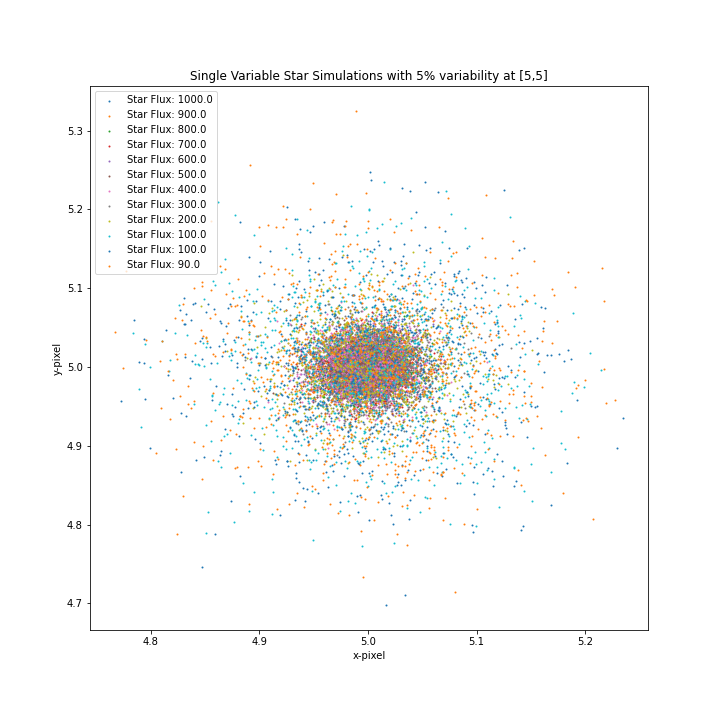 Single Variable Star Simulations with 5% variability at [5,5]
Star Flux: 1000.0
Star Flux: 900.0
Star Flux: 800.0
Star Flux: 700.0
Star Flux: 600.0
Star Flux: 500.0
Star Flux: 400.0
Star Flux: 300.0
Star Flux: 200.0
Star Flux: 100.0
Star Flux: 100.0
Star Flux: 90.0
5.3
5.2
5.1
5.0
4.9
4.8
4.7
y-pixel
4.8 4.9 5.0 5.1 5.2
x-pixel